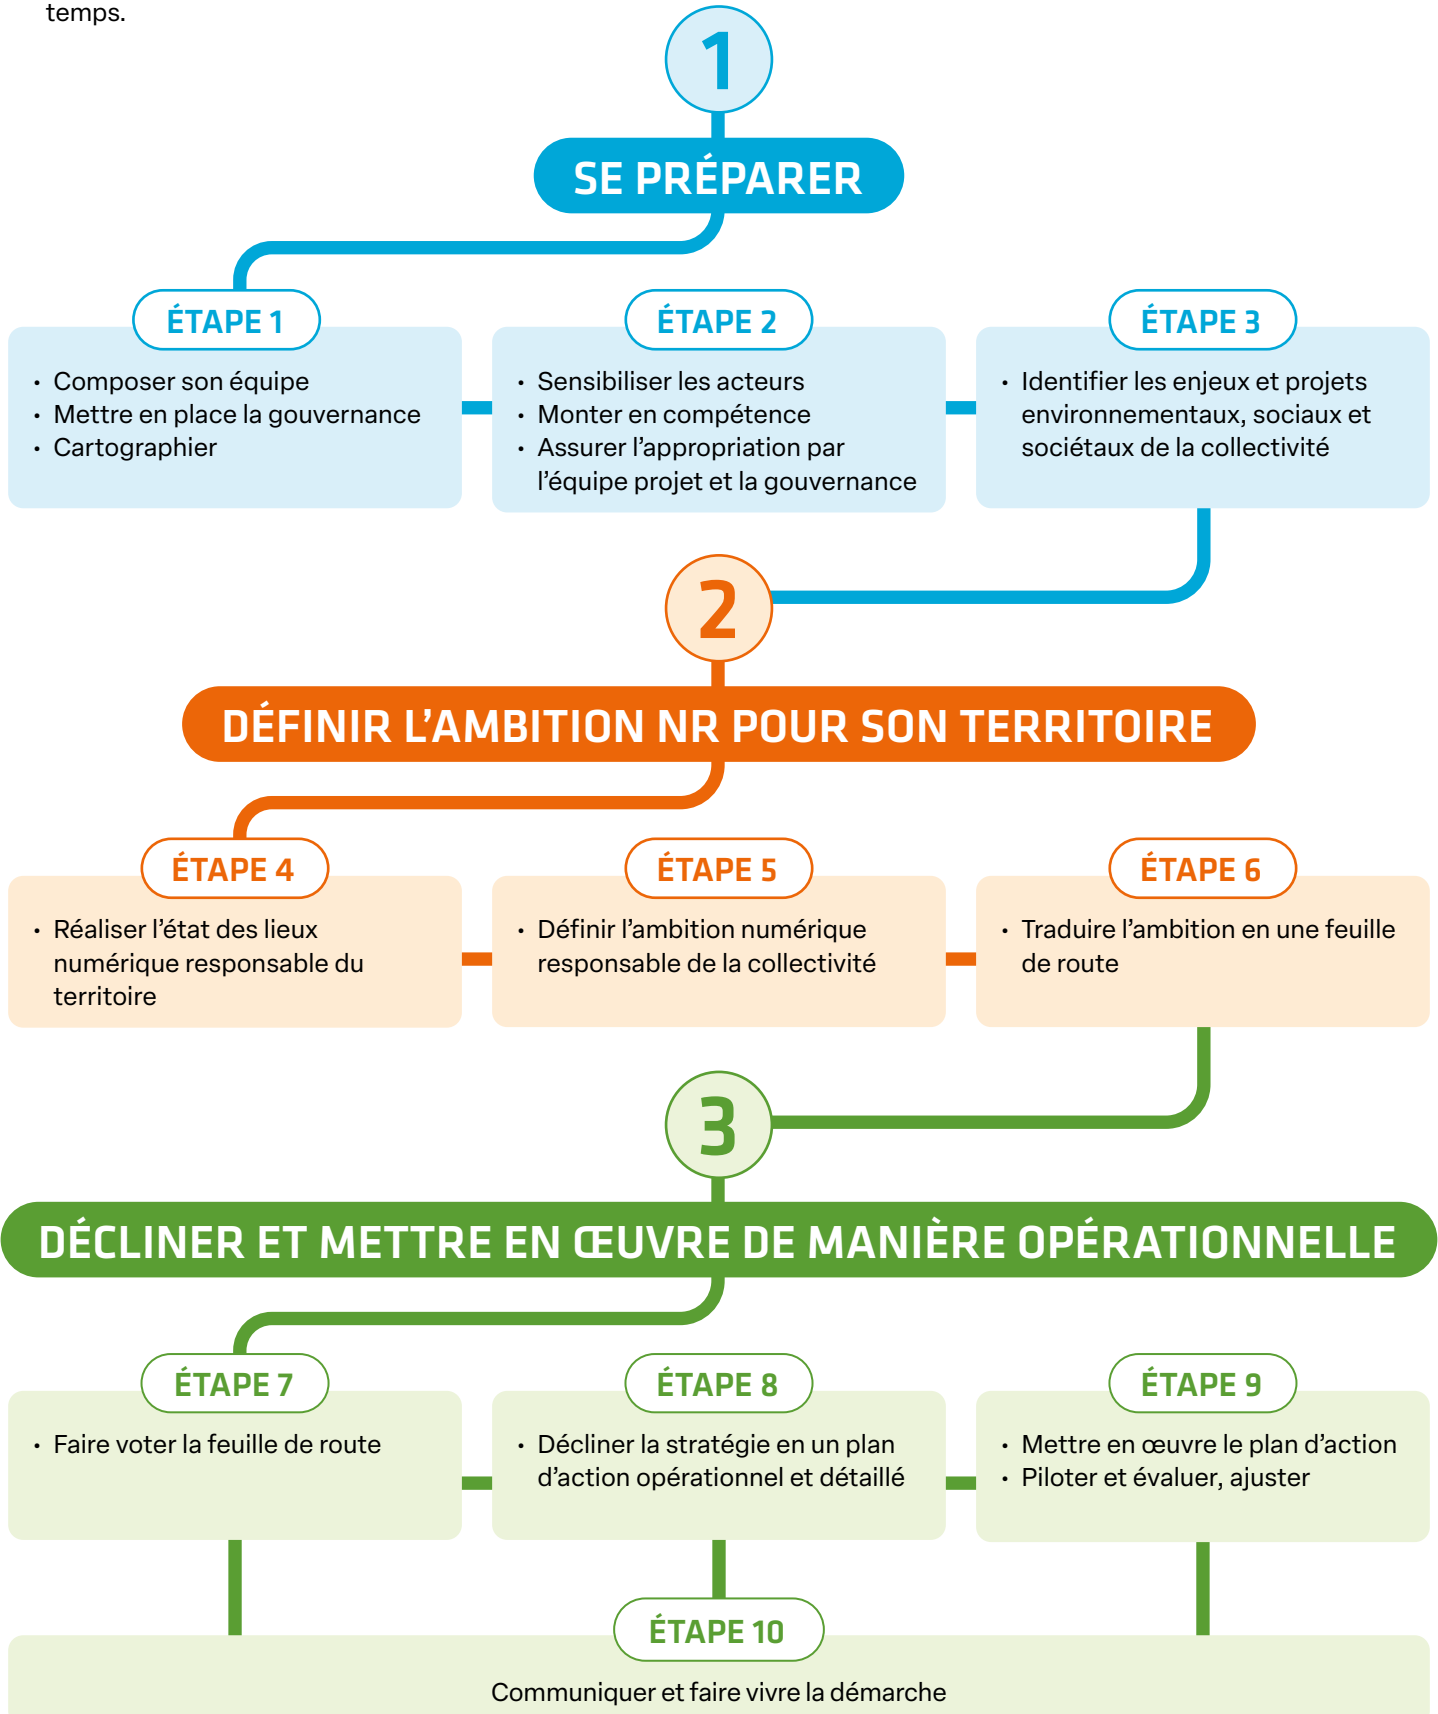 temps.
1
SE PRÉPARER
ÉTAPE 1
• Composer son équipe
• Mettre en place la gouvernance
• Cartographier
ÉTAPE 2
• Sensibiliser les acteurs
• Monter en compétence
• Assurer l’appropriation par
l’équipe projet et la gouvernance
ÉTAPE 3
• Identifier les enjeux et projets
environnementaux, sociaux et
sociétaux de la collectivité
2
DÉFINIR L’AMBITION NR POUR SON TERRITOIRE
ÉTAPE 4
• Réaliser l’état des lieux
numérique responsable du
territoire
ÉTAPE 5
• Définir l’ambition numérique
responsable de la collectivité
ÉTAPE 6
• Traduire l’ambition en une feuille
de route
3
DÉCLINER ET METTRE EN ŒUVRE DE MANIÈRE OPÉRATIONNELLE
ÉTAPE 7
• Faire voter la feuille de route
ÉTAPE 8
• Décliner la stratégie en un plan
d’action opérationnel et détaillé
ÉTAPE 9
• Mettre en œuvre le plan d’action
• Piloter et évaluer, ajuster
ÉTAPE 10
Communiquer et faire vivre la démarche